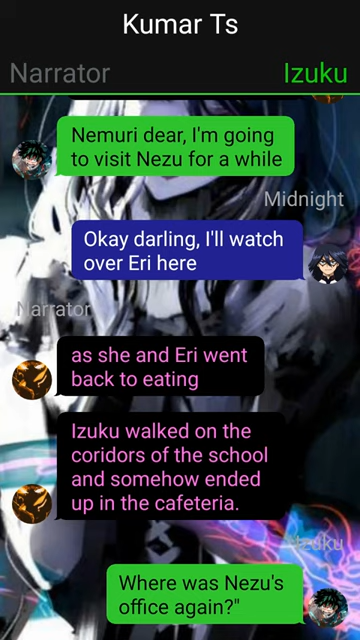 Kumar Ts
Narrator
Izuku
Nemuri dear, I'm going
to visit Nezu for a while
Midnight
Okay darling, I'll watch
over Eri here
Narrator
as she and Eri went
back to eating
Izuku walked on the
coridors of the school
and somehow ended
up in the cafeteria.
Izuku
Where was Nezu's
office again?"